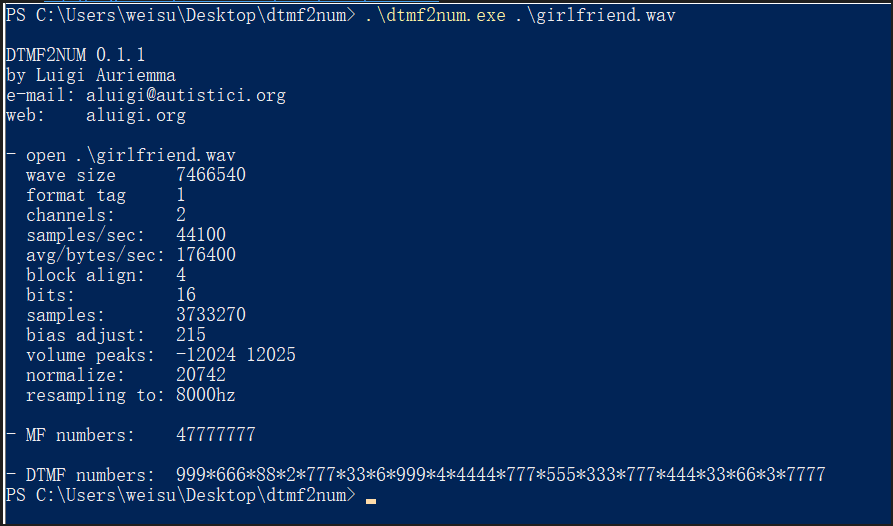 PS C:\Users\weisu\Desktop\dtmf2num> .\dtmf2num.exe .\girlfriend.wav
DTMF2NUM 0.1.1
by Luigi Auriemma
e-mail: aluigi@autistici.org
web:    aluigi.org
- open .\girlfriend.wav
  wave size      7466540
  format tag     1
  channels:      2
  samples/sec:   44100
  avg/bytes/sec: 176400
  block align:   4
  bits:          16
  samples:       3733270
  bias adjust:   215
  volume peaks:  -12024 12025
  normalize:     20742
  resampling to: 8000hz
- MF numbers:    47777777
- DTMF numbers:  999*666*88*2*777*33*6*999*4*4444*777*555*333*777*444*33*66*3*7777
PS C:\Users\weisu\Desktop\dtmf2num>